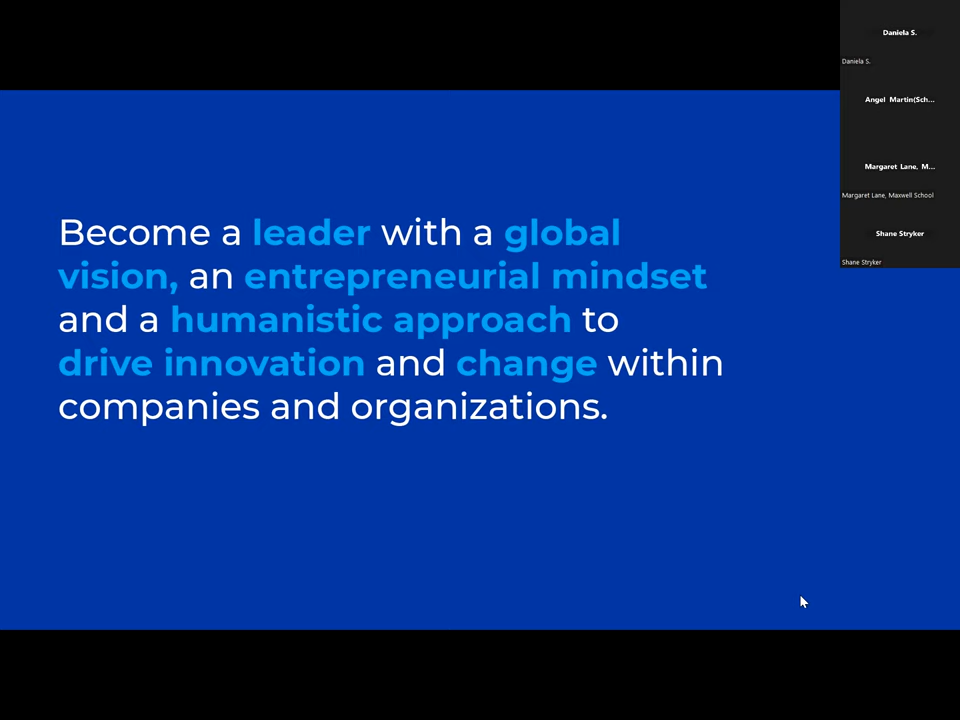 Become a leader with a global
vision, an entrepreneurial mindset
and a humanistic approach to
drive innovation and change within
companies and organizations.
Daniela S.
Daniela S.
Angel Martin(Sch...
Margaret Lane, M...
Margaret Lane, Maxwell School
Shane Stryker
Shane Stryker